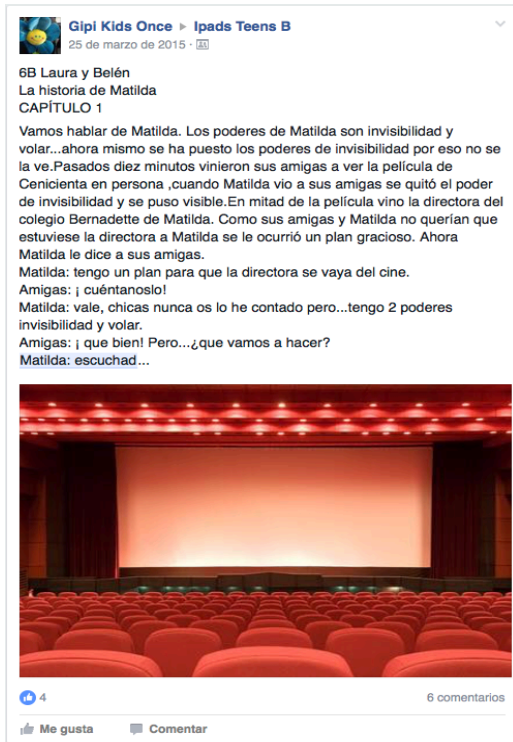 Gipi Kids Once ▸ Ipads Teens B
25 de marzo de 2015 ·
6B Laura y Belén
La historia de Matilda
CAPÍTULO 1
Vamos hablar de Matilda. Los poderes de Matilda son invisibilidad y
volar...ahora mismo se ha puesto los poderes de invisibilidad por eso no se
la ve.Pasados diez minutos vinieron sus amigas a ver la película de
Cenicienta en persona ,cuando Matilda vio a sus amigas se quitó el poder
de invisibilidad y se puso visible.En mitad de la película vino la directora del
colegio Bernadette de Matilda. Como sus amigas y Matilda no querían que
estuviese la directora a Matilda se le ocurrió un plan gracioso. Ahora
Matilda le dice a sus amigas.
Matilda: tengo un plan para que la directora se vaya del cine.
Amigas: ¡ cuéntanoslo!
Matilda: vale, chicas nunca os lo he contado pero...tengo 2 poderes
invisibilidad y volar.
Amigas: ¡ que bien! Pero...¿que vamos a hacer?
Matilda: escuchad...
4
6 comentarios
Me gusta
Comentar